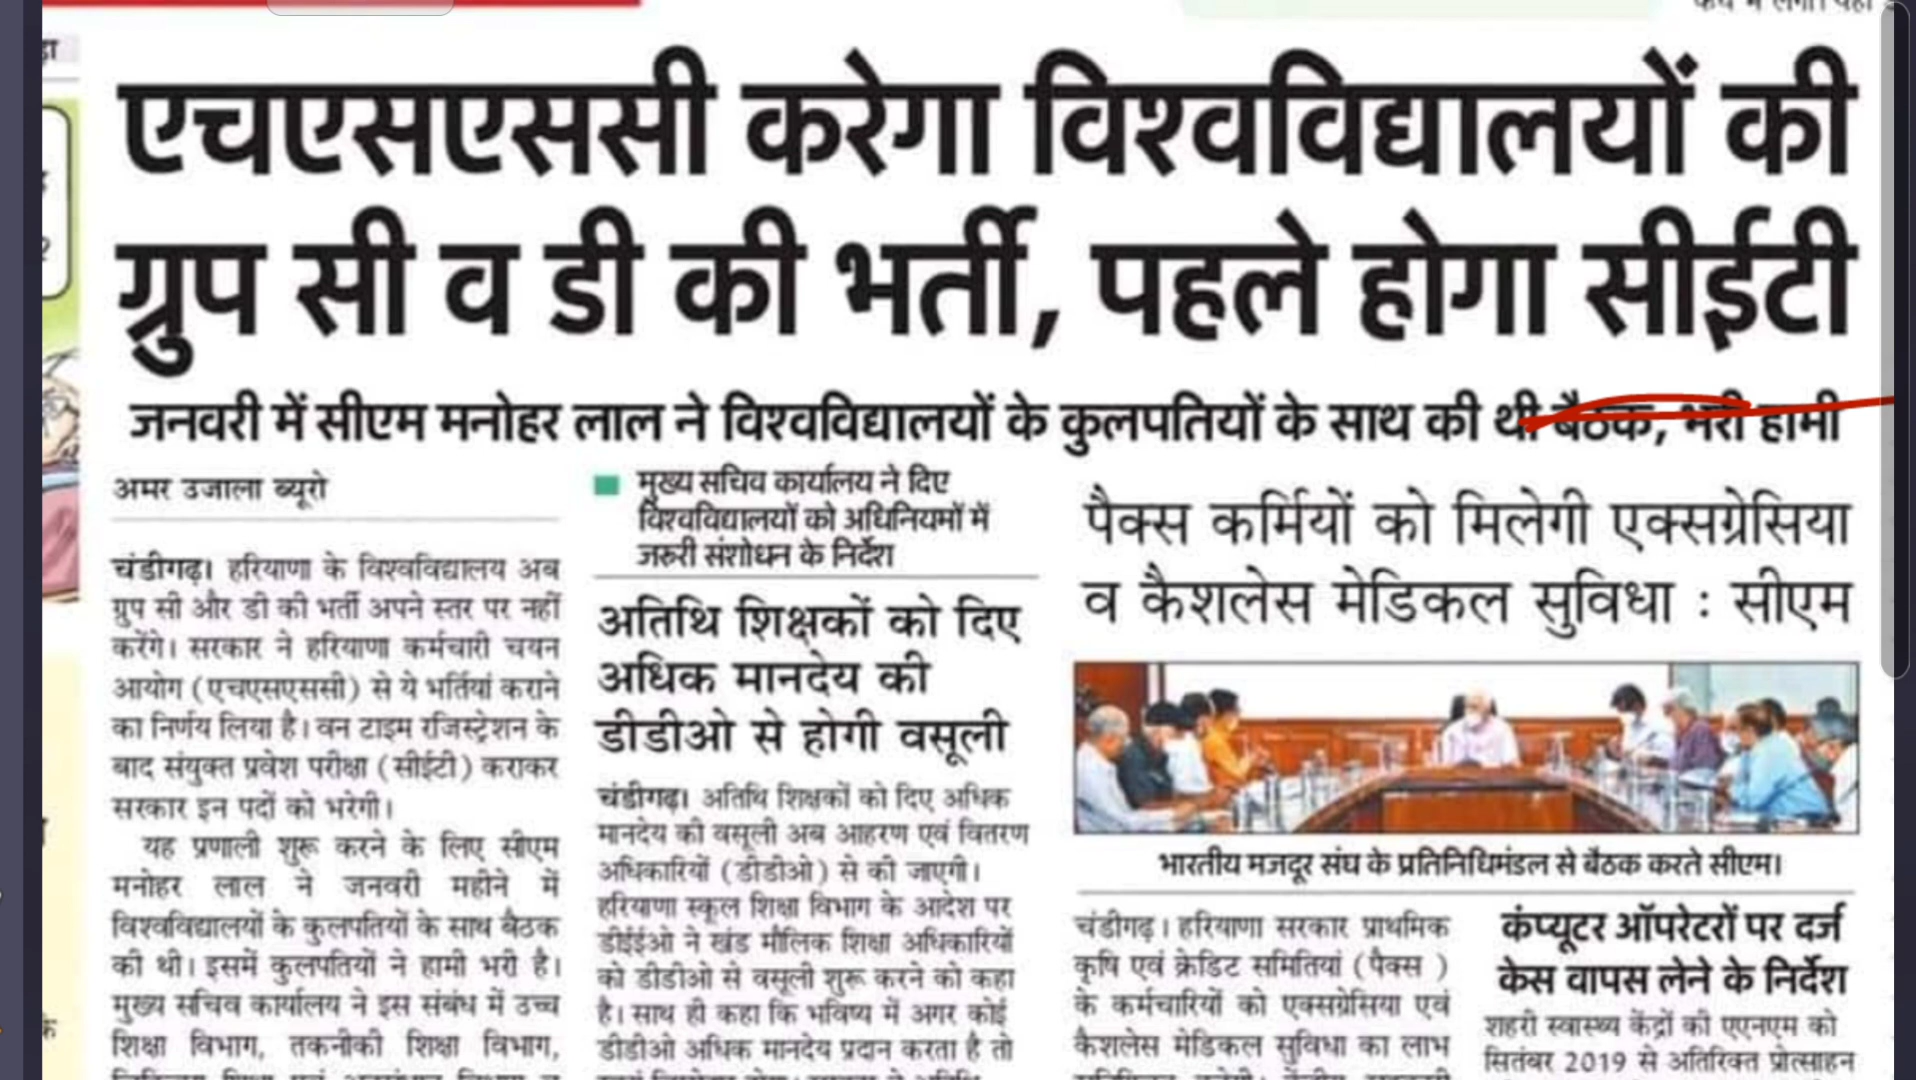 एचएसएससी करेगा विश्वविद्यालयों की
ग्रुप सी व डी की भर्ती, पहले होगा सीईटी
जनवरी में सीएम मनोहर लाल ने विश्वविद्यालयों के कुलपतियों के साथ की थी बैठक, भरी हामी
अमर उजाला ब्यूरो
चंडीगढ़। हरियाणा के विश्वविद्यालय अब
ग्रुप सी और डी की भर्ती अपने स्तर पर नहीं
करेंगे। सरकार ने हरियाणा कर्मचारी चयन
आयोग (एचएसएससी) से ये भर्तियां कराने
का निर्णय लिया है। वन टाइम रजिस्ट्रेशन के
बाद संयुक्त प्रवेश परीक्षा (सीईटी) कराकर
सरकार इन पदों को भरेगी।
यह प्रणाली शुरू करने के लिए सीएम
मनोहर लाल ने जनवरी महीने में
विश्वविद्यालयों के कुलपतियों के साथ बैठक
की थी। इसमें कुलपतियों ने हामी भरी है।
मुख्य सचिव कार्यालय ने इस संबंध में उच्च
शिक्षा विभाग, तकनीकी शिक्षा विभाग,
मुख्य सचिव कार्यालय ने दिए
विश्वविद्यालयों को अधिनियमों में
जरूरी संशोधन के निर्देश
अतिथि शिक्षकों को दिए
अधिक मानदेय की
डीडीओ से होगी वसूली
चंडीगढ़। अतिथि शिक्षकों को दिए अधिक
मानदेय की वसूली अब आहरण एवं वितरण
अधिकारियों (डीडीओ) से की जाएगी।
हरियाणा स्कूल शिक्षा विभाग के आदेश पर
डीईईओ ने खंड मौलिक शिक्षा अधिकारियों
को डीडीओ से वसूली शुरू करने को कहा
है। साथ ही कहा कि भविष्य में अगर कोई
डीडीओ अधिक मानदेय प्रदान करता है तो
पैक्स कर्मियों को मिलेगी एक्सग्रेसिया
व कैशलेस मेडिकल सुविधा : सीएम
भारतीय मजदूर संघ के प्रतिनिधिमंडल से बैठक करते सीएम।
चंडीगढ़। हरियाणा सरकार प्राथमिक
कृषि एवं क्रेडिट समितियां (पैक्स )
के कर्मचारियों को एक्सग्रेसिया एवं
कैशलेस मेडिकल सुविधा का लाभ
कंप्यूटर ऑपरेटरों पर दर्ज
केस वापस लेने के निर्देश
शहरी स्वास्थ्य केंद्रों की एएनएम को
सितंबर 2019 से अतिरिक्त प्रोत्साहन